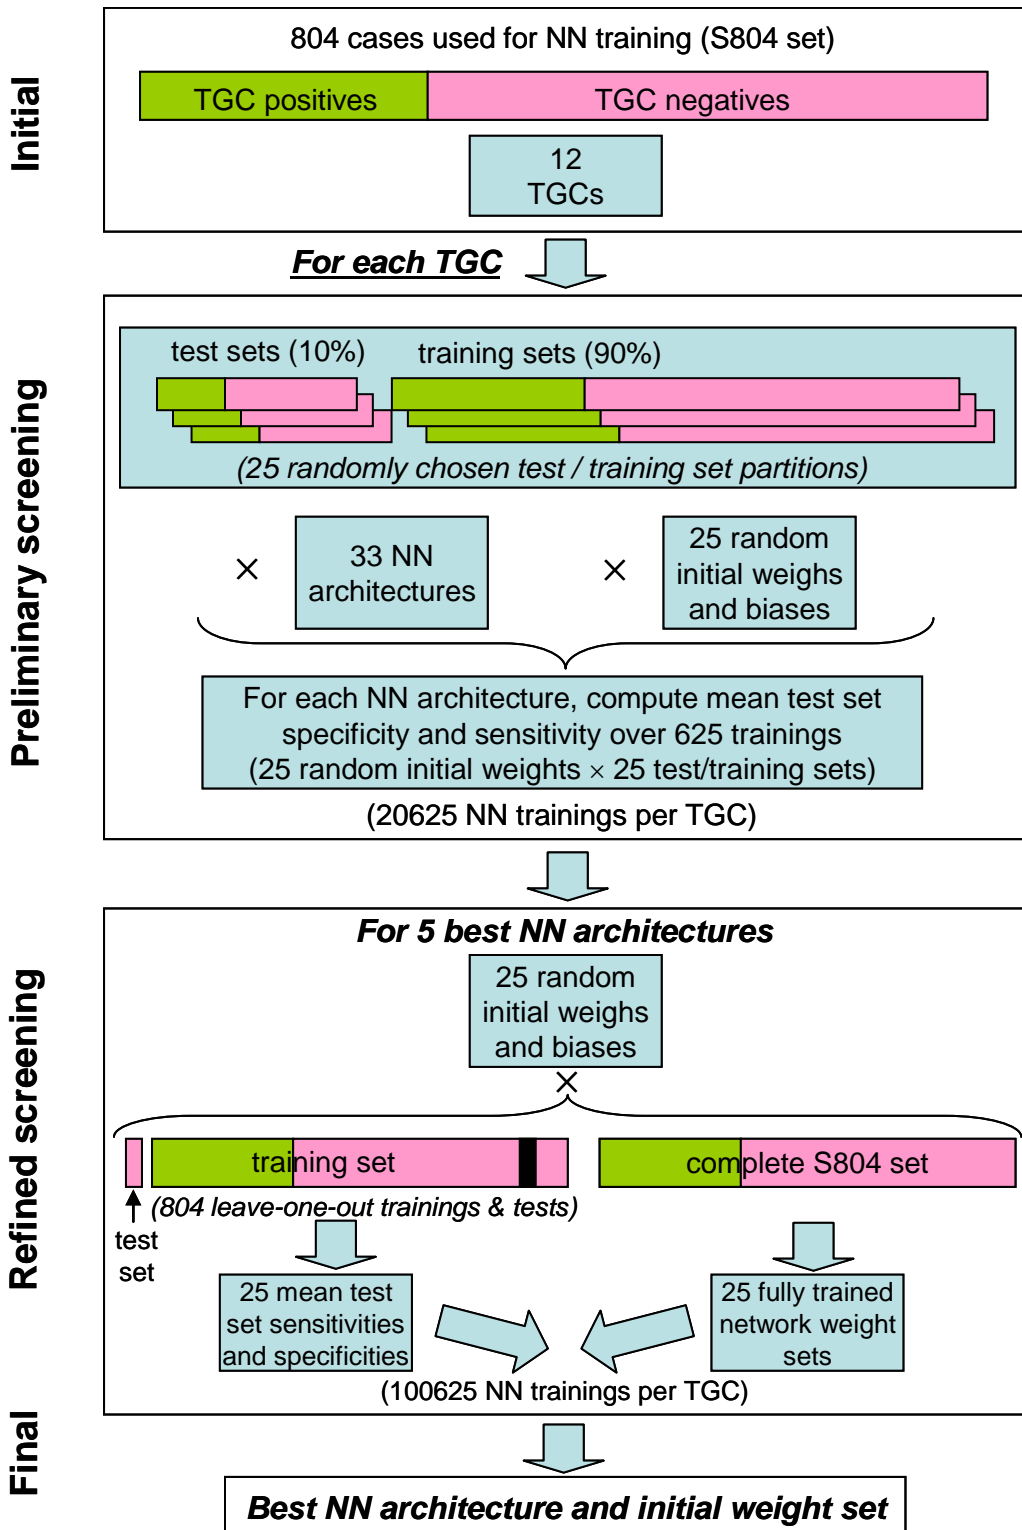 Initial
804 cases used for NN training (S804 set)
TGC positives
TGC negatives
12
TGCs
For each TGC
Preliminary screening
test sets (10%)
training sets (90%)
(25 randomly chosen test / training set partitions)
×
33 NN
architectures
×
25 random
initial weighs
and biases
For each NN architecture, compute mean test set
specificity and sensitivity over 625 trainings
(25 random initial weights × 25 test/training sets)
(20625 NN trainings per TGC)
Refined screening
For 5 best NN architectures
25 random
initial weighs
and biases
×
training set
complete S804 set
(804 leave-one-out trainings & tests)
test
set
25 mean test
set sensitivities
and specificities
25 fully trained
network weight
sets
(100625 NN trainings per TGC)
Final
Best NN architecture and initial weight set